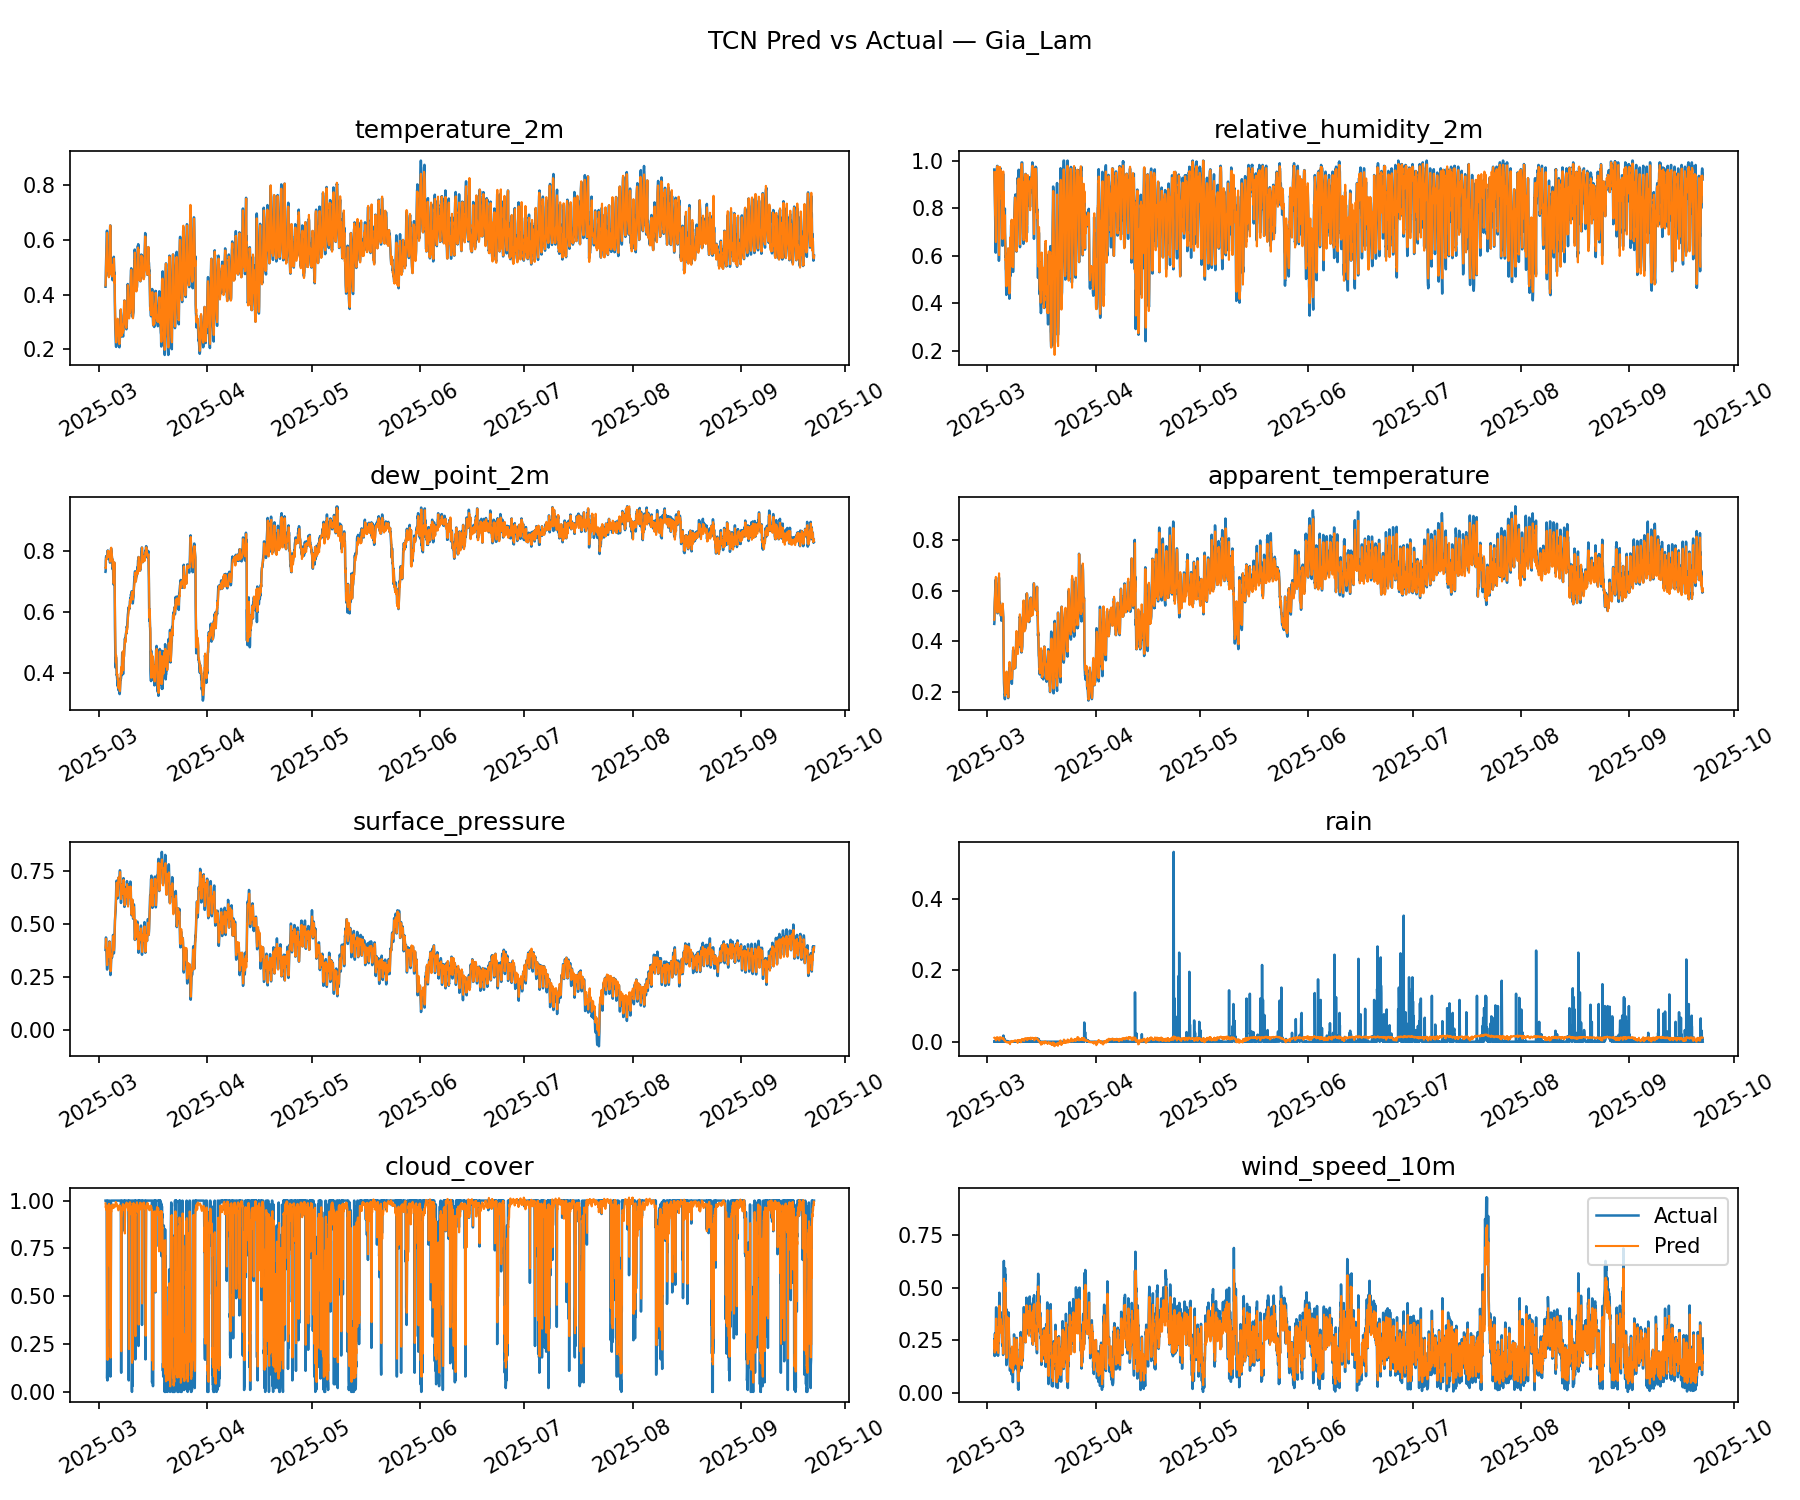 TCN Pred vs Actual — Gia_Lam
temperature_2m
0.8
0.6
0.4
0.2
2025-03 2025-04 2025-05 2025-06 2025-07 2025-08 2025-09 2025-10
relative_humidity_2m
1.0
0.8
0.6
0.4
0.2
2025-03 2025-04 2025-05 2025-06 2025-07 2025-08 2025-09 2025-10
dew_point_2m
0.8
0.6
0.4
2025-03 2025-04 2025-05 2025-06 2025-07 2025-08 2025-09 2025-10
apparent_temperature
0.8
0.6
0.4
0.2
2025-03 2025-04 2025-05 2025-06 2025-07 2025-08 2025-09 2025-10
surface_pressure
0.75
0.50
0.25
0.00
2025-03 2025-04 2025-05 2025-06 2025-07 2025-08 2025-09 2025-10
rain
0.4
0.2
0.0
2025-03 2025-04 2025-05 2025-06 2025-07 2025-08 2025-09 2025-10
cloud_cover
1.00
0.75
0.50
0.25
0.00
2025-03 2025-04 2025-05 2025-06 2025-07 2025-08 2025-09 2025-10
wind_speed_10m
0.75
0.50
0.25
0.00
Actual
Pred
2025-03 2025-04 2025-05 2025-06 2025-07 2025-08 2025-09 2025-10